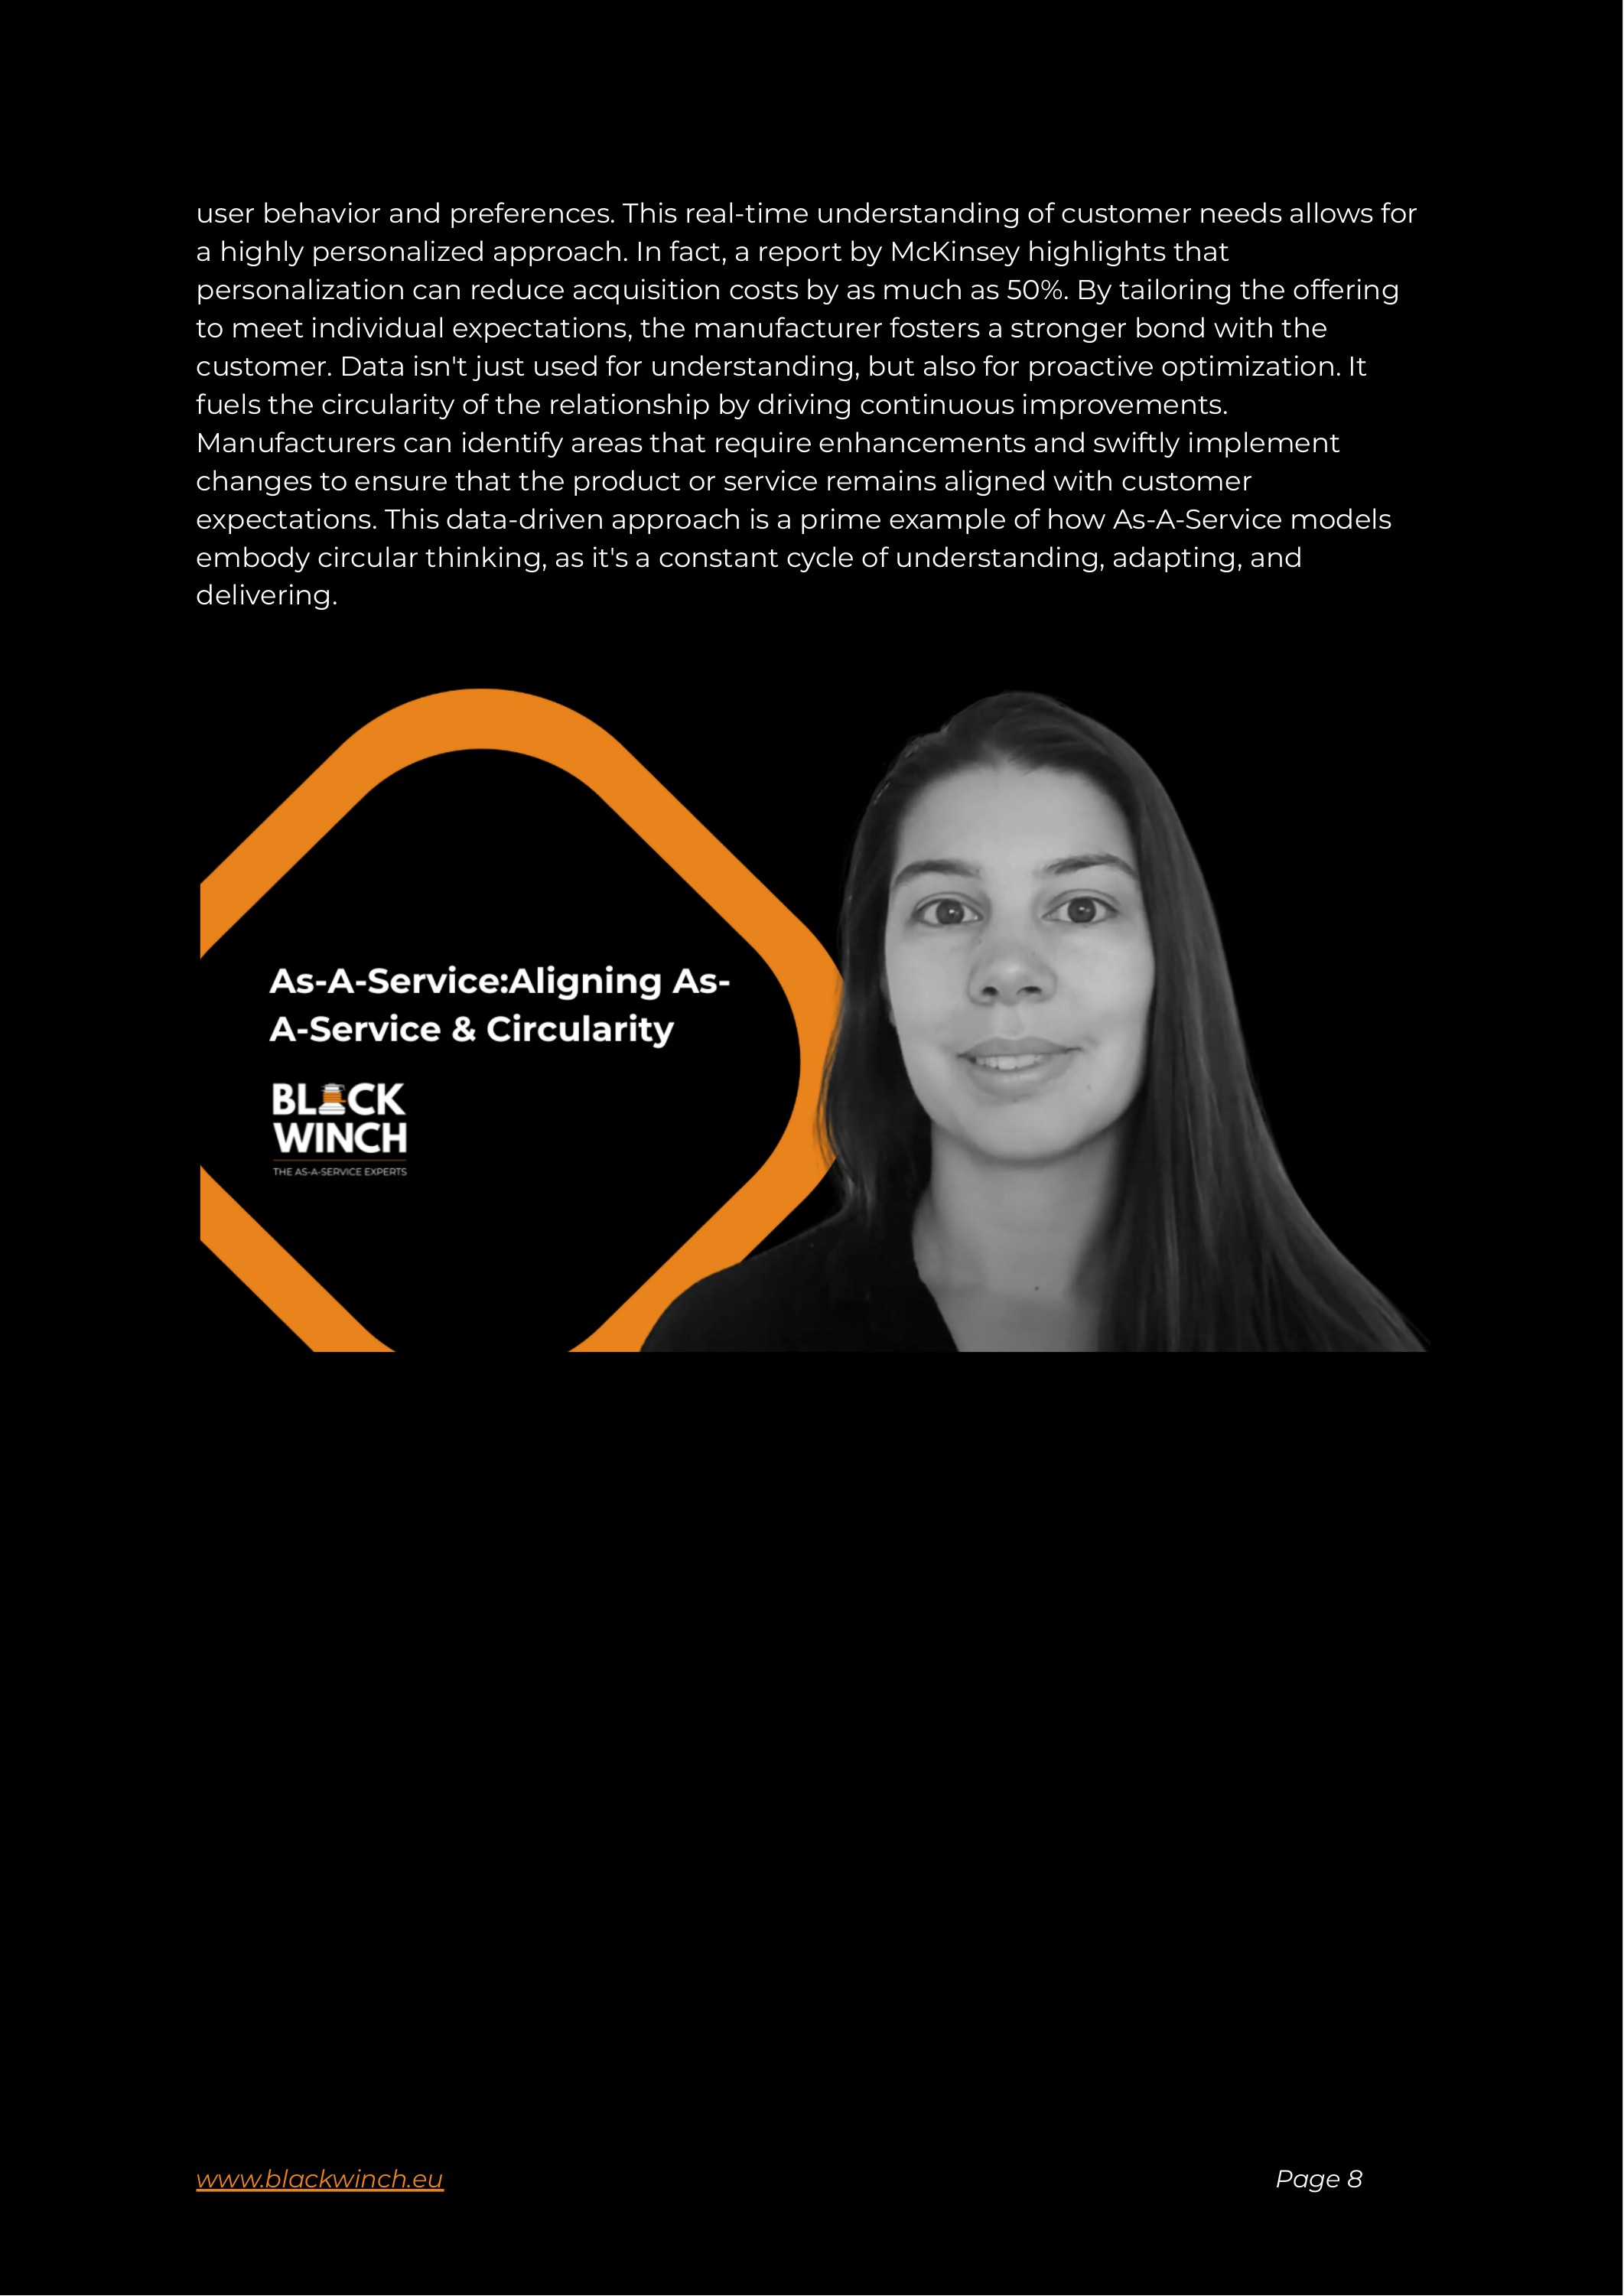 user behavior and preferences. This real-time understanding of customer needs allows for
a highly personalized approach. In fact, a report by McKinsey highlights that
personalization can reduce acquisition costs by as much as 50%. By tailoring the offering
to meet individual expectations, the manufacturer fosters a stronger bond with the
customer. Data isn't just used for understanding, but also for proactive optimization. It
fuels the circularity of the relationship by driving continuous improvements.
Manufacturers can identify areas that require enhancements and swiftly implement
changes to ensure that the product or service remains aligned with customer
expectations. This data-driven approach is a prime example of how As-A-Service models
embody circular thinking, as it's a constant cycle of understanding, adapting, and
delivering.
As-A-Service:Aligning As-
A-Service & Circularity
BLACK
WINCH
THE AS-A-SERVICE EXPERTS
www.blackwinch.eu
Page 8